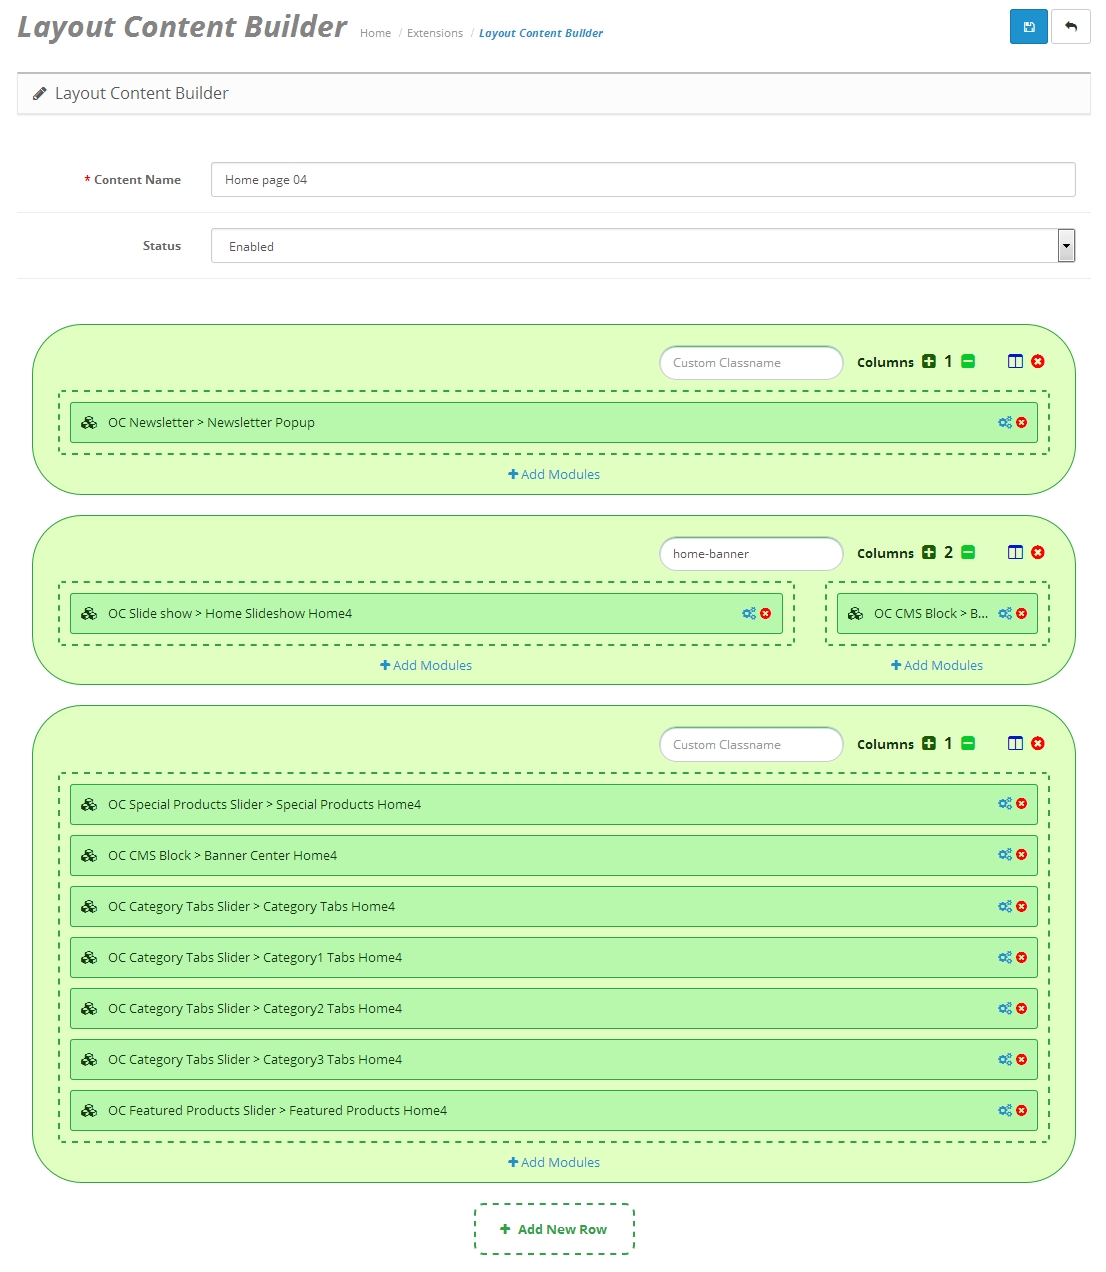 Layout Content Builder Home / Extensions / Layout Content Builder
Layout Content Builder
* Content Name Home page 04
Status Enabled
Custom Classname Columns 1
OC Newsletter > Newsletter Popup
Add Modules
home-banner Columns 2
OC Slide show > Home Slideshow Home4 OC CMS Block > B...
Add Modules Add Modules
Custom Classname Columns 1
OC Special Products Slider > Special Products Home4
OC CMS Block > Banner Center Home4
OC Category Tabs Slider > Category Tabs Home4
OC Category Tabs Slider > Category1 Tabs Home4
OC Category Tabs Slider > Category2 Tabs Home4
OC Category Tabs Slider > Category3 Tabs Home4
OC Featured Products Slider > Featured Products Home4
Add Modules
Add New Row